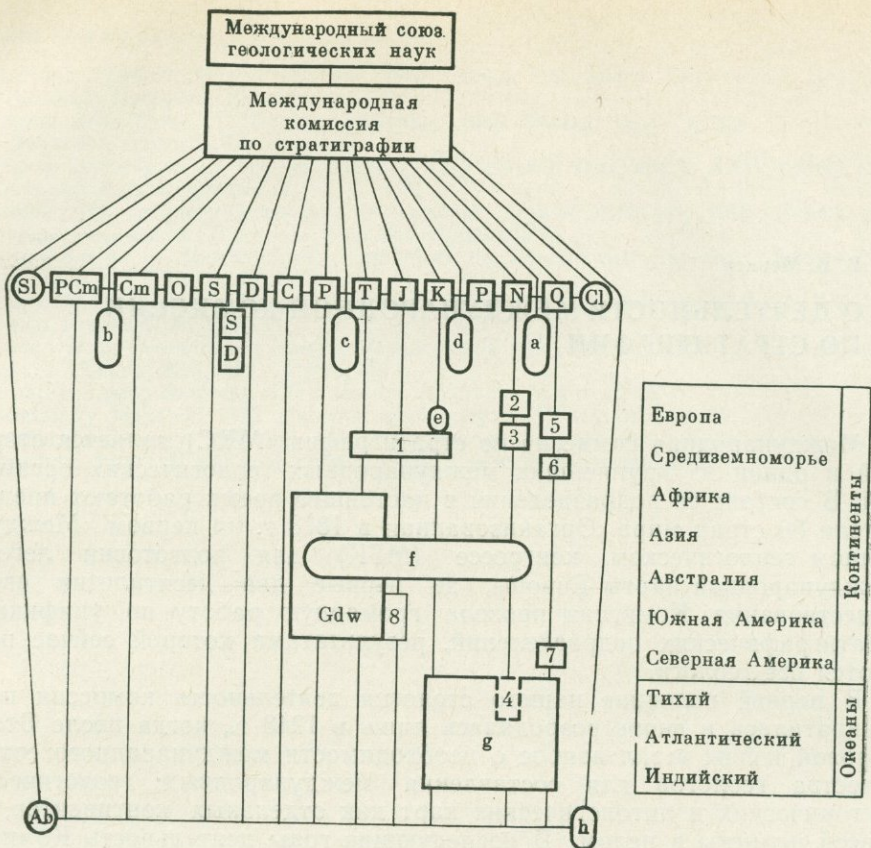 Международный союз
геологических наук
Международная
комиссия
по стратиграфии
Sl PCm Cm O S D C P T J K P N Q Cl
b S c d a
D
e 2 5
1 3 6
f
Gdw 8
7
4
g
Ab h
Европа
Средиземноморье
Африка
Азия
Австралия
Южная Америка
Северная Америка
Континенты
Тихий
Атлантический
Индийский
Океаны